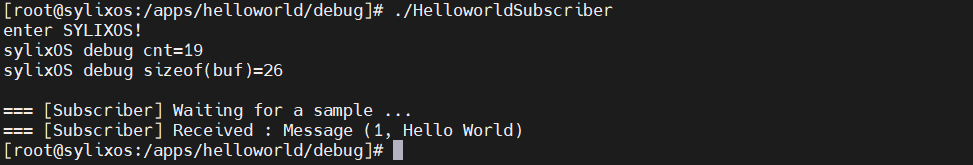 [root@sylixos:/apps/helloworld/debug]# ./HelloworldSubscriber
enter SYLIXOS!
sylixOS debug cnt=19
sylixOS debug sizeof(buf)=26
=== [Subscriber] Waiting for a sample ...
=== [Subscriber] Received : Message (1, Hello World)
[root@sylixos:/apps/helloworld/debug]#